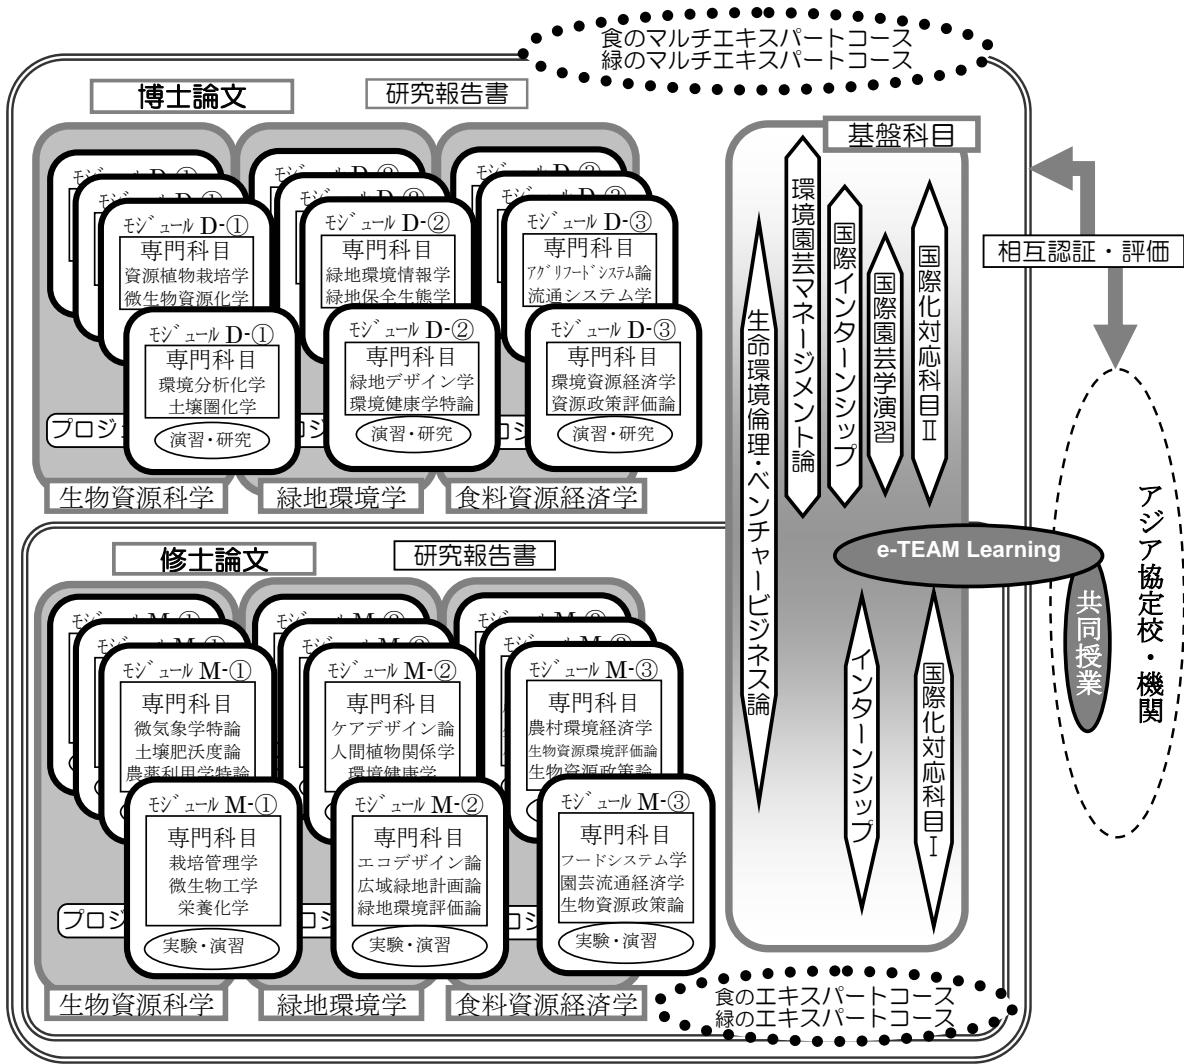 食のマルチエキスパートコース
緑のマルチエキスパートコース
博士論文
研究報告書
基盤科目
モジュール D-①
専門科目
資源植物栽培学
微生物資源化学
モジュール D-①
専門科目
環境分析化学
土壌圏化学
演習・研究
モジュール D-②
専門科目
緑地環境情報学
緑地保全生態学
モジュール D-②
専門科目
緑地デザイン学
環境健康学特論
演習・研究
モジュール D-③
専門科目
アグリフードシステム論
流通システム学
モジュール D-③
専門科目
環境資源経済学
資源政策評価論
演習・研究
生物資源科学
緑地環境学
食料資源経済学
生命環境倫理・ベンチャービジネス論
環境園芸マネージメント論
国際インターンシップ
国際園芸学演習
国際化対応科目Ⅱ
相互認証・評価
アジア協定校・機関
e-TEAM Learning
共同授業
インターンシップ
国際化対応科目Ⅰ
修士論文
研究報告書
モジュール M-①
専門科目
微気象学特論
土壌肥沃度論
農薬利用学特論
モジュール M-①
専門科目
栽培管理学
微生物工学
栄養化学
実験・演習
モジュール M-②
専門科目
ケアデザイン論
人間植物関係学
環境健康学
モジュール M-②
専門科目
エコデザイン論
広域緑地計画論
緑地環境評価論
実験・演習
モジュール M-③
専門科目
農村環境経済学
生物資源環境評価論
生物資源政策論
モジュール M-③
専門科目
フードシステム学
園芸流通経済学
生物資源政策論
実験・演習
生物資源科学
緑地環境学
食料資源経済学
食のエキスパートコース
緑のエキスパートコース